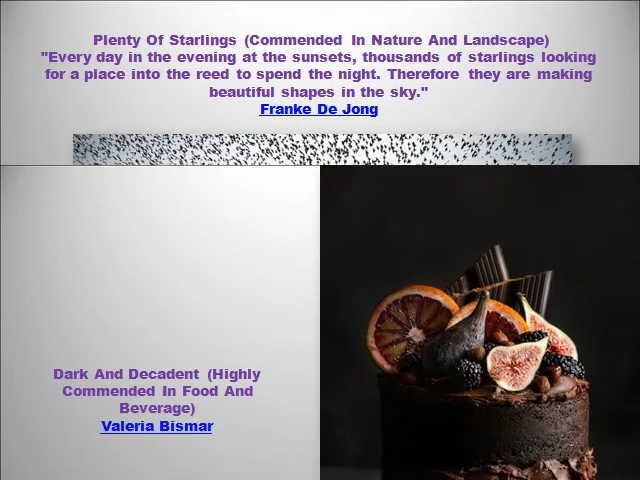 Plenty Of Starlings (Commended In Nature And Landscape)
"Every day in the evening at the sunsets, thousands of starlings looking
for a place into the reed to spend the night. Therefore they are making
beautiful shapes in the sky."
Franke De Jong
Dark And Decadent (Highly
Commended In Food And
Beverage)
Valeria Bismar